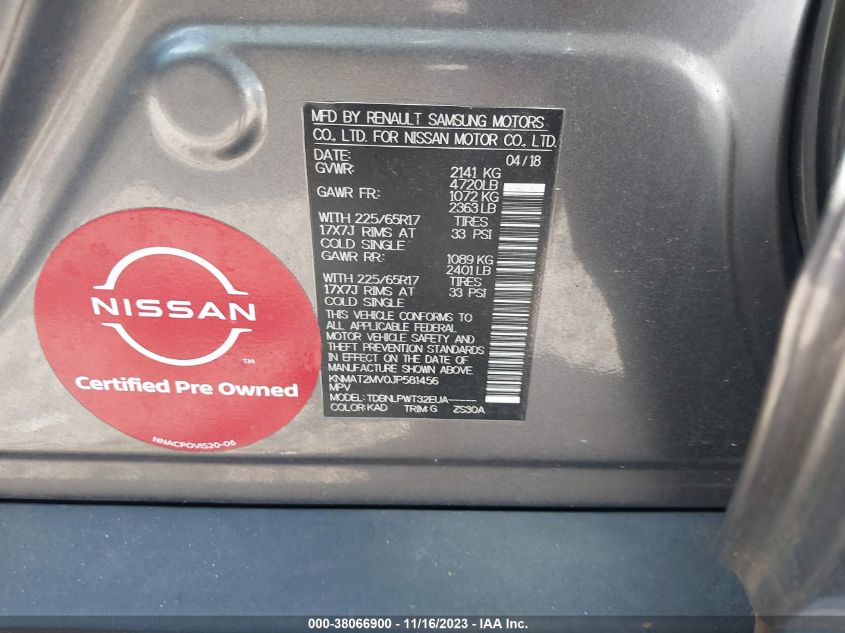 MFD BY RENAULT SAMSUNG MOTORS
CO., LTD. FOR NISSAN MOTOR CO., LTD.
DATE: 04/18
GVWR: 2141 KG
4720LB
GAWR FR: 1072 KG
2363LB
WITH 225/65R17 TIRES
17X7J RIMS AT 33 PSI
COLD SINGLE
GAWR RR: 1089 KG
2401LB
WITH 225/65R17 TIRES
17X7J RIMS AT 33 PSI
COLD SINGLE
THIS VEHICLE CONFORMS TO
ALL APPLICABLE FEDERAL
MOTOR VEHICLE SAFETY AND
THEFT PREVENTION STANDARDS
IN EFFECT ON THE DATE OF
MANUFACTURE SHOWN ABOVE.
KNMAT2MV0JP581456
MPV
MODEL: TDBNLPWT32EUA-----
COLOR:KAD TRIM:G ZS30A
NISSAN
TM
Certified Pre Owned
NNACPOVIS20-06
000-38066900 - 11/16/2023 - IAA Inc.